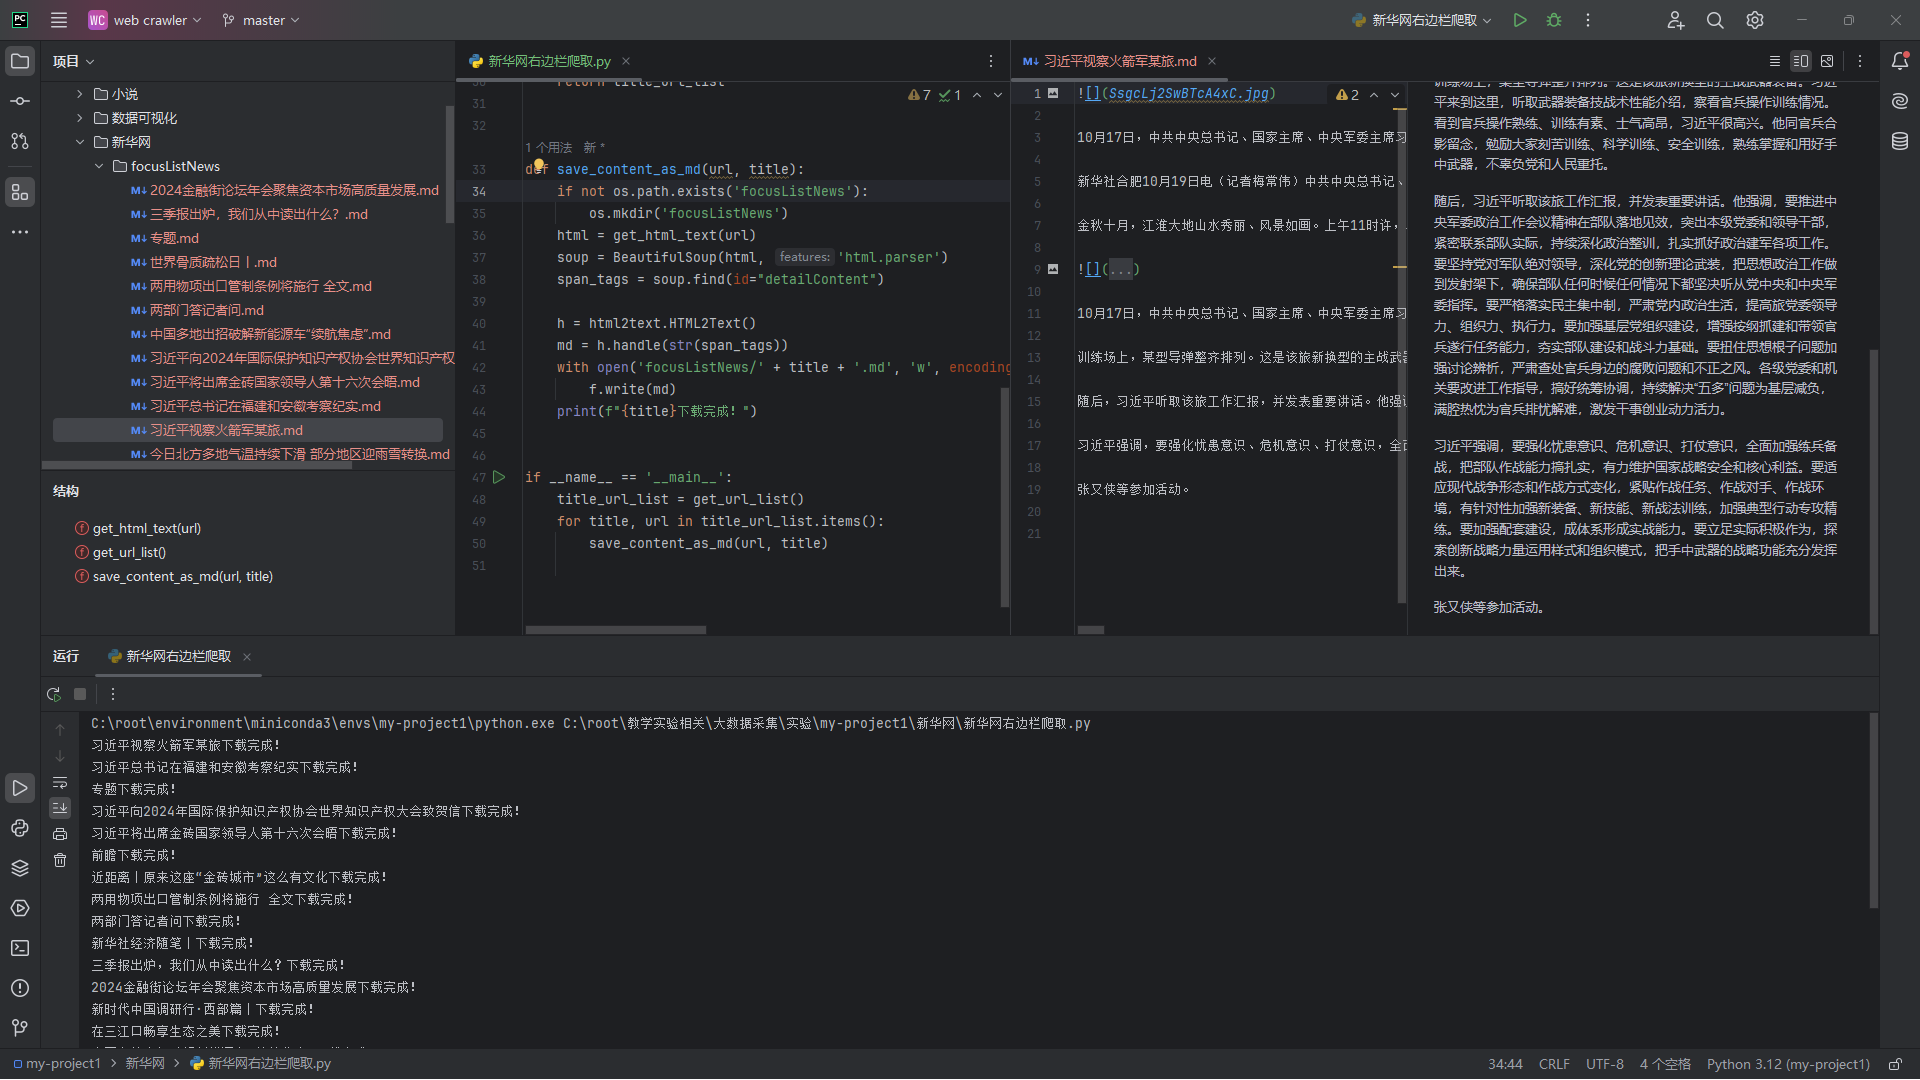 PC
WC web crawler
master
新华网右边栏爬取
项目
小说
数据可视化
新华网
focusListNews
2024金融街论坛年会聚焦资本市场高质量发展.md
三季报出炉，我们从中读出什么？.md
专题.md
世界骨质疏松日丨.md
两用物项出口管制条例将施行 全文.md
两部门答记者问.md
中国多地出招破解新能源车“续航焦虑”.md
习近平向2024年国际保护知识产权协会世界知识产权
习近平将出席金砖国家领导人第十六次会晤.md
习近平总书记在福建和安徽考察纪实.md
习近平视察火箭军某旅.md
今日北方多地气温持续下滑 部分地区迎雨雪转换.md
结构
get_html_text(url)
get_url_list()
save_content_as_md(url, title)
新华网右边栏爬取.py
7 1
return title_url_list
31
32
1 个用法 新 *
33 def save_content_as_md(url, title):
34 if not os.path.exists('focusListNews'):
35 os.mkdir('focusListNews')
36 html = get_html_text(url)
37 soup = BeautifulSoup(html, features: 'html.parser')
38 span_tags = soup.find(id="detailContent")
39
40 h = html2text.HTML2Text()
41 md = h.handle(str(span_tags))
42 with open('focusListNews/' + title + '.md', 'w', encoding
43 f.write(md)
44 print(f"{title}下载完成！")
45
46
47 if __name__ == '__main__':
48 title_url_list = get_url_list()
49 for title, url in title_url_list.items():
50 save_content_as_md(url, title)
51
习近平视察火箭军某旅.md
2
1 ![](SsgcLj2SwBTcA4xC.jpg)
2
3 10月17日，中共中央总书记、国家主席、中央军委主席习
4
5 新华社合肥10月19日电（记者梅常伟）中共中央总书记、
6
7 金秋十月，江淮大地山水秀丽、风景如画。上午11时许，
8
9 ![](...)
10
11 10月17日，中共中央总书记、国家主席、中央军委主席习
12
13 训练场上，某型导弹整齐排列。这是该旅新换型的主战武器
14
15 随后，习近平听取该旅工作汇报，并发表重要讲话。他强调
16
17 习近平强调，要强化忧患意识、危机意识、打仗意识，全面
18
19 张又侠等参加活动。
20
21
训练场上，某型导弹整齐排列。这是该旅新换型的主战武器装备。习近
平来到这里，听取武器装备技战术性能介绍，察看官兵操作训练情况。
看到官兵操作熟练、训练有素、士气高昂，习近平很高兴。他同官兵合
影留念，勉励大家刻苦训练、科学训练、安全训练，熟练掌握和用好手
中武器，不辜负党和人民重托。
随后，习近平听取该旅工作汇报，并发表重要讲话。他强调，要推进中
央军委政治工作会议精神在部队落地见效，突出本级党委和领导干部，
紧密联系部队实际，持续深化政治整训，扎实抓好政治建军各项工作。
要坚持党对军队绝对领导，深化党的创新理论武装，把思想政治工作做
到发射架下，确保部队任何时候任何情况下都坚决听从党中央和中央军
委指挥。要严格落实民主集中制，严肃党内政治生活，提高旅党委领导
力、组织力、执行力。要加强基层党组织建设，增强按纲抓建和带领官
兵遂行任务能力，夯实部队建设和战斗力基础。要扭住思想根子问题加
强讨论辨析，严肃查处官兵身边的腐败问题和不正之风。各级党委和机
关要改进工作指导，搞好统筹协调，持续解决“五多”问题为基层减负，
满腔热忱为官兵排忧解难，激发干事创业动力活力。
习近平强调，要强化忧患意识、危机意识、打仗意识，全面加强练兵备
战，把部队作战能力搞扎实，有力维护国家战略安全和核心利益。要适
应现代战争形态和作战方式变化，紧贴作战任务、作战对手、作战环
境，有针对性加强新装备、新技能、新战法训练，加强典型行动专攻精
练。要加强配套建设，成体系形成实战能力。要立足实际积极作为，探
索创新战略力量运用样式和组织模式，把手中武器的战略功能充分发挥
出来。
张又侠等参加活动。
运行
新华网右边栏爬取
C:\root\environment\miniconda3\envs\my-project1\python.exe C:\root\教学实验相关\大数据采集\实验\my-project1\新华网\新华网右边栏爬取.py
习近平视察火箭军某旅下载完成！
习近平总书记在福建和安徽考察纪实下载完成！
专题下载完成！
习近平向2024年国际保护知识产权协会世界知识产权大会致贺信下载完成！
习近平将出席金砖国家领导人第十六次会晤下载完成！
前瞻下载完成！
近距离丨原来这座“金砖城市”这么有文化下载完成！
两用物项出口管制条例将施行 全文下载完成！
两部门答记者问下载完成！
新华社经济随笔丨下载完成！
三季报出炉，我们从中读出什么？下载完成！
2024金融街论坛年会聚焦资本市场高质量发展下载完成！
新时代中国调研行·西部篇丨下载完成！
在三江口畅享生态之美下载完成！
my-project1 > 新华网 > 新华网右边栏爬取.py
34:44 CRLF UTF-8 4 个空格 Python 3.12 (my-project1)